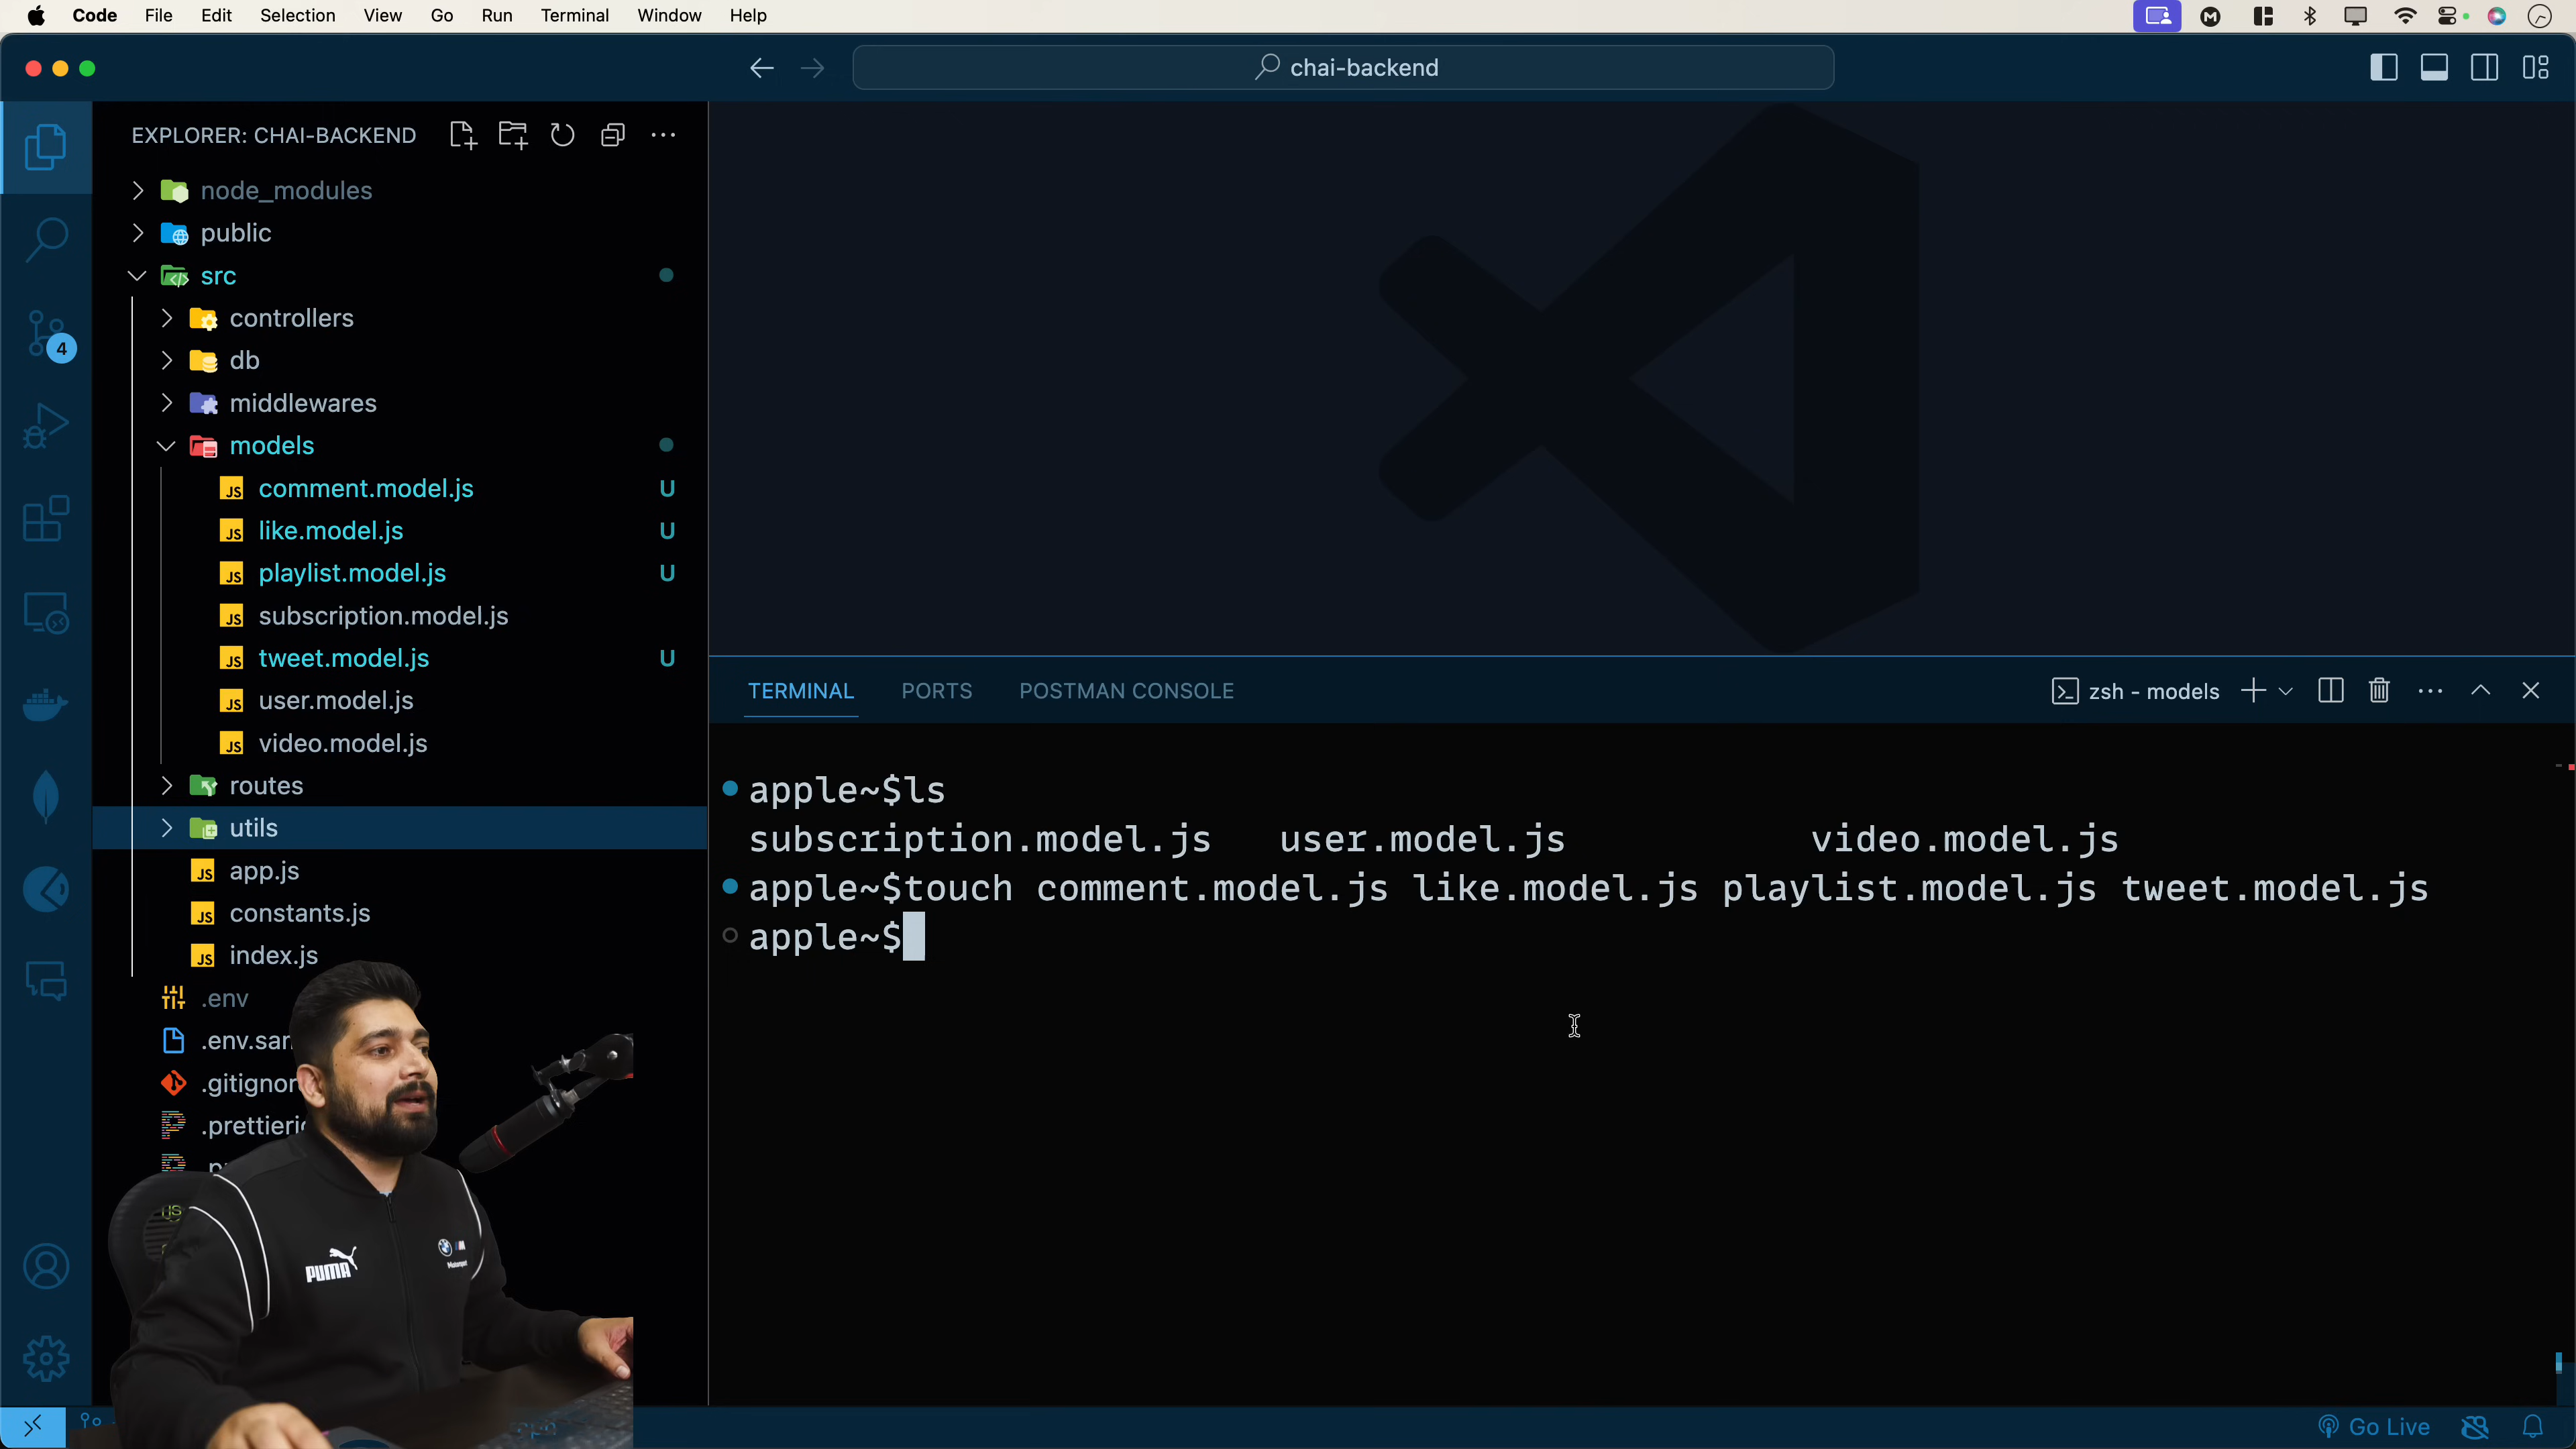 Code File Edit Selection View Go Run Terminal Window Help
chai-backend
EXPLORER: CHAI-BACKEND
node_modules
public
src
controllers
db
middlewares
models
comment.model.js U
like.model.js U
playlist.model.js U
subscription.model.js
tweet.model.js U
user.model.js
video.model.js
routes
utils
app.js
constants.js
index.js
.env
4
TERMINAL PORTS POSTMAN CONSOLE
zsh - models
apple~$ls
subscription.model.js user.model.js video.model.js
apple~$touch comment.model.js like.model.js playlist.model.js tweet.model.js
apple~$
PUMA
Go Live